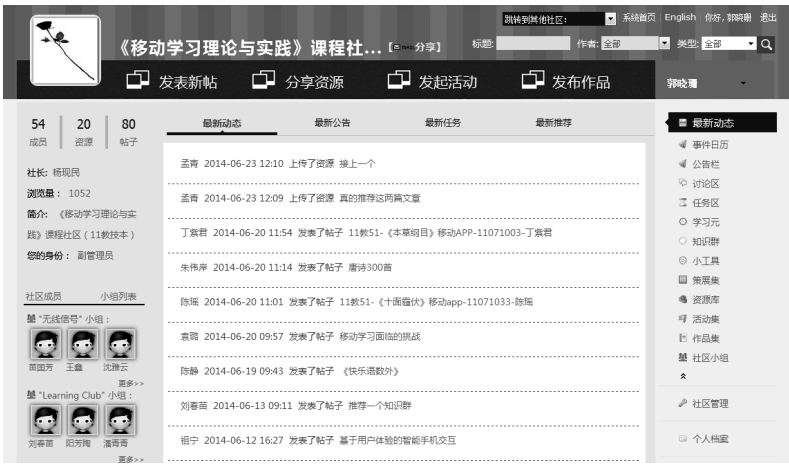 跳转到其他社区： 系统首页 English 你好，郭晓珊 退出
《移动学习理论与实践》课程社...【分享】 标题: 作者: 全部 类型: 全部
发表新帖 分享资源 发起活动 发布作品 郭晓珊
54 20 80
成员 资源 帖子
社长: 杨现民
浏览量： 1052
简介: 《移动学习理论与实
践》课程社区（11教技本）
您的身份： 副管理员
社区成员 小组列表
"无线信号" 小组：
苗国芳 王鑫 沈雅云
更多>>
"Learning Club" 小组：
刘春苗 阳芳陶 潘青青
更多>>
最新动态 最新公告 最新任务 最新推荐
孟青 2014-06-23 12:10 上传了资源 接上一个
孟青 2014-06-23 12:09 上传了资源 真的推荐这两篇文章
丁紫君 2014-06-20 11:54 发表了帖子 11教51-《本草纲目》移动APP-11071003-丁紫君
朱伟岸 2014-06-20 11:14 发表了帖子 唐诗300首
陈瑶 2014-06-20 11:01 发表了帖子 11教51-《十面霾伏》移动app-11071033-陈瑶
袁璐 2014-06-20 09:57 发表了帖子 移动学习面临的挑战
陈静 2014-06-19 09:43 发表了帖子 《快乐语数外》
刘春苗 2014-06-13 09:11 发表了帖子 推荐一个知识群
祖宁 2014-06-12 16:27 发表了帖子 基于用户体验的智能手机交互
最新动态
事件日历
公告栏
讨论区
任务区
学习元
知识群
小工具
策展集
资源库
活动集
作品集
社区小组
社区管理
个人档案